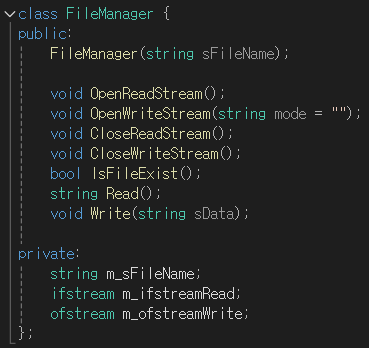 class FileManager {
public:
FileManager(string sFileName);
void OpenReadStream();
void OpenWriteStream(string mode = "");
void CloseReadStream();
void CloseWriteStream();
bool IsFileExist();
string Read();
void Write(string sData);
private:
string m_sFileName;
ifstream m_ifstreamRead;
ofstream m_ofstreamWrite;
};